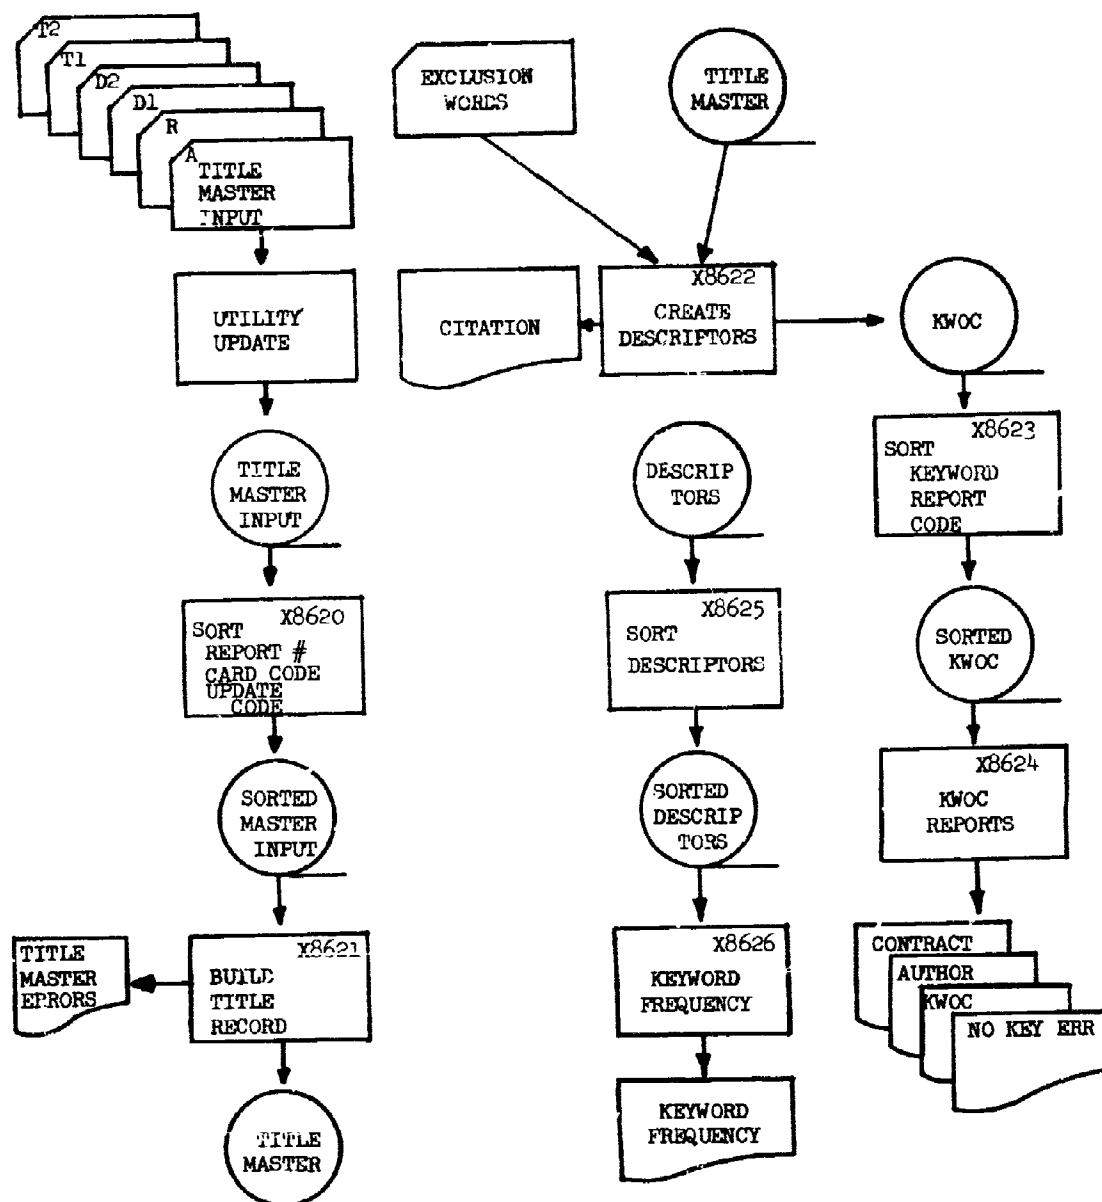 T2
T1
D2
D1
R
A
TITLE
MASTER
INPUT
UTILITY
UPDATE
TITLE
MASTER
INPUT
X8620
SORT
REPORT #
CARD CODE
UPDATE
CODE
SORTED
MASTER
INPUT
X8621
BUILD
TITLE
RECORD
TITLE
MASTER
EPRORS
TITLE
MASTER
EXCLUSION
WORDS
TITLE
MASTER
X8622
CREATE
DESCRIPTORS
CITATION
KWOC
X8623
SORT
KEYWORD
REPORT
CODE
SORTED
KWOC
X8624
KWOC
REPORTS
CONTRACT
AUTHOR
KWOC
NO KEY ERR
DESCRIP
TORS
X8625
SORT
DESCRIPTORS
SORTED
DESCRIP
TORS
X8626
KEYWORD
FREQUENCY
KEYWORD
FREQUENCY